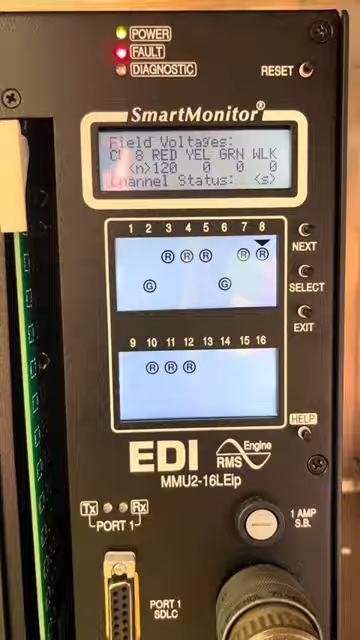 POWER
FAULT
DIAGNOSTIC
RESET
SmartMonitor®
Field Voltages:
CH 8 RED YEL GRN WLK
<n>120 0 0 0
Channel Status: <s>
1 2 3 4 5 6 7 8
R R R R R
G G
NEXT
SELECT
EXIT
9 10 11 12 13 14 15 16
R R R
HELP
EDI RMS Engine
MMU2-16LEip
Tx Rx
PORT 1
1 AMP
S.B.
PORT 1
SDLC